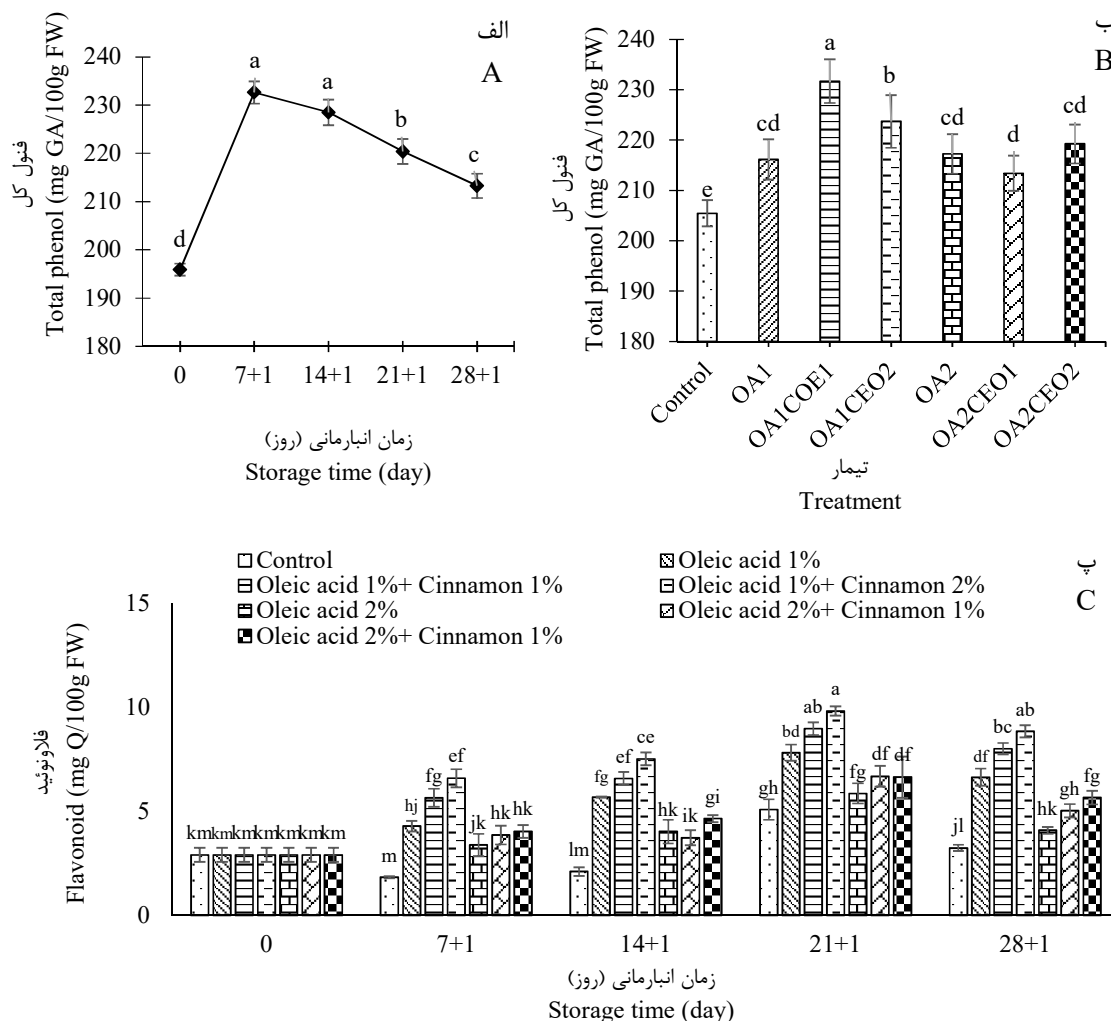 الف
A
240
230
220
210
200
190
180
فنول کل
Total phenol (mg GA/100g FW)
d
a
a
b
c
0 7+1 14+1 21+1 28+1
زمان انبارمانی (روز)
Storage time (day)
ب
B
240
230
220
210
200
190
180
فنول کل
Total phenol (mg GA/100g FW)
e
cd
a
b
cd
d
cd
Control
OA1
OA1COE1
OA1CEO2
OA2
OA2CEO1
OA2CEO2
تیمار
Treatment
پ
C
Control
Oleic acid 1%
Oleic acid 1%+ Cinnamon 1%
Oleic acid 1%+ Cinnamon 2%
Oleic acid 2%
Oleic acid 2%+ Cinnamon 1%
Oleic acid 2%+ Cinnamon 1%
15
10
5
0
فلاونوئید
Flavonoid (mg Q/100g FW)
km km km km km km km
m hj fg ef jk hk hk
lm fg ef ce hk ik gi
gh bd ab a fg df df
jl df bc ab hk gh fg
0 7+1 14+1 21+1 28+1
زمان انبارمانی (روز)
Storage time (day)